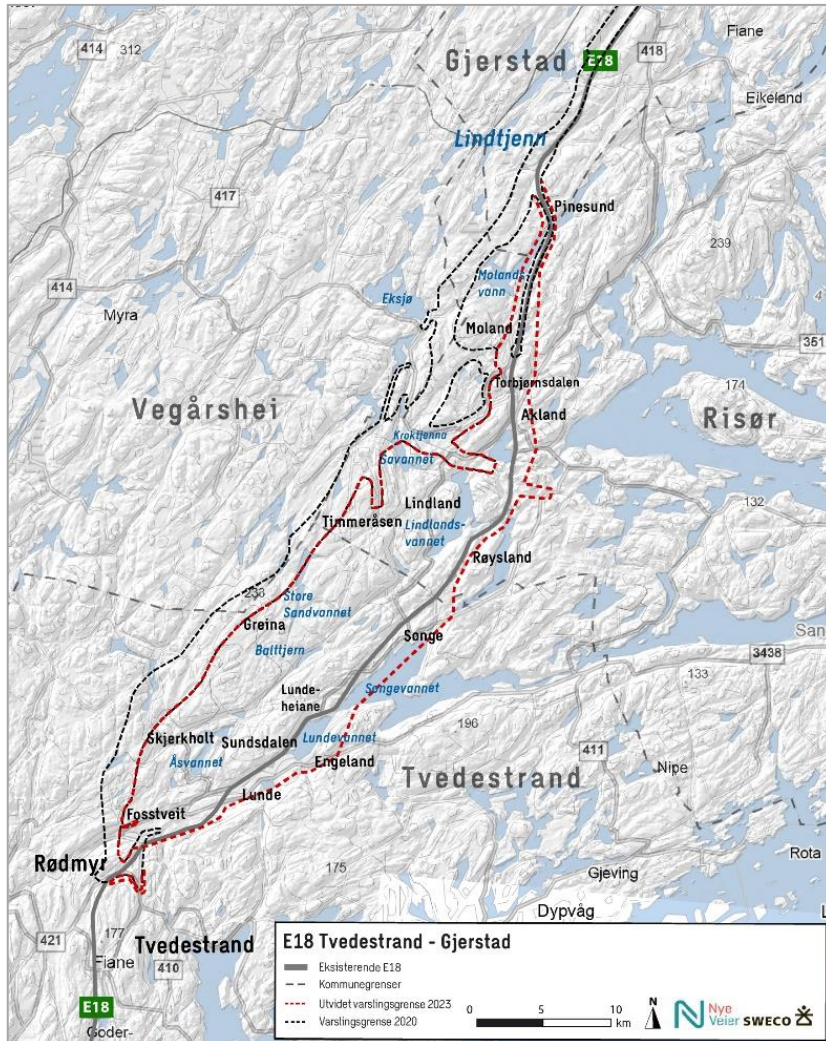 414
312
414
Fiane
Gjerstad
E18
418
Eikeland
Lindtjenn
417
Pinesund
239
414
Molands-
vann
Eksjø
Myra
Moland
351
Torbjørnsdalen
174
Vegårshei
Akland
Risør
Kroktjenna
Savannet
Lindland
132
Timmeråsen
Lindlands-
vannet
Røysland
233
Store
Sandvannet
Greina
Songe
San
Balttjern
3438
133
Songevannet
Lunde-
heiane
Skjerkholt
Sundsdalen
196
Lundevannet
411
Åsvannet
Engeland
Nipe
Tvedestrand
Lunde
Fosstveit
Rødmyr
175
Rota
Gjeving
Dypvåg
L
421
177
Tvedestrand
Fiane
410
E18
Goder-
E18 Tvedestrand - Gjerstad
Eksisterende E18
Kommunegrenser
Utvidet varslingsgrense 2023
Varslingsgrense 2020
0 5 10
km
N
Nye
Veier
SWECO